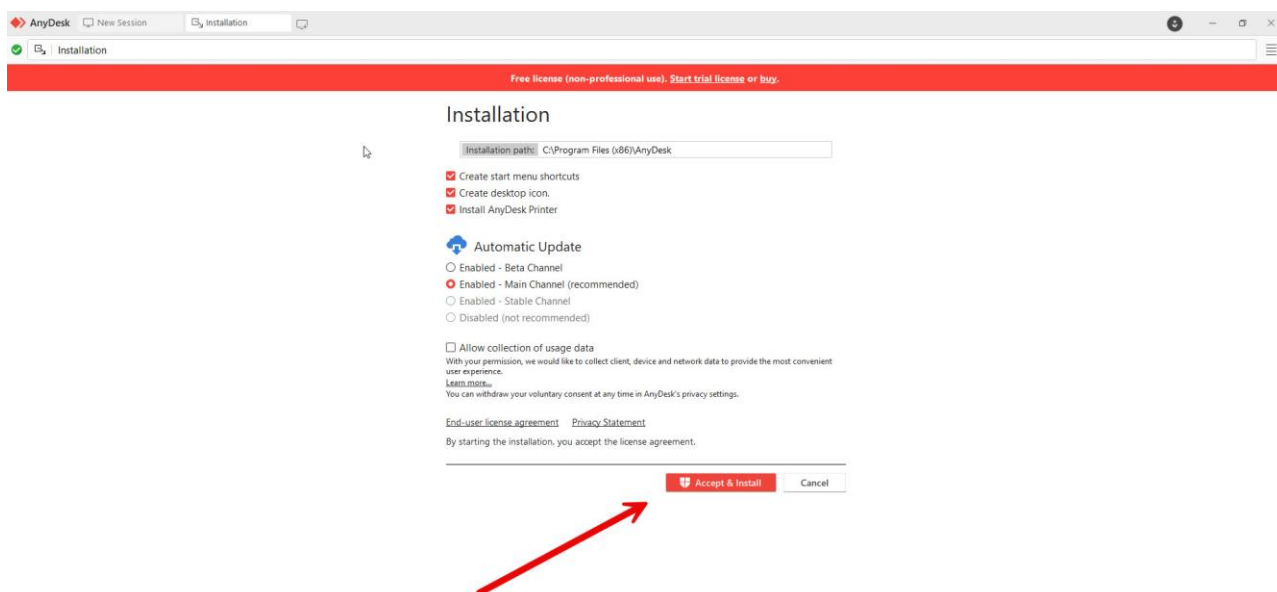 AnyDesk New Session Installation
Installation
Free license (non-professional use). Start trial license or buy.
Installation
Installation path: C:\Program Files (x86)\AnyDesk
Create start menu shortcuts
Create desktop icon.
Install AnyDesk Printer
Automatic Update
Enabled - Beta Channel
Enabled - Main Channel (recommended)
Enabled - Stable Channel
Disabled (not recommended)
Allow collection of usage data
With your permission, we would like to collect client, device and network data to provide the most convenient
user experience.
Learn more...
You can withdraw your voluntary consent at any time in AnyDesk's privacy settings.
End-user license agreement Privacy Statement
By starting the installation, you accept the license agreement.
Accept & Install Cancel